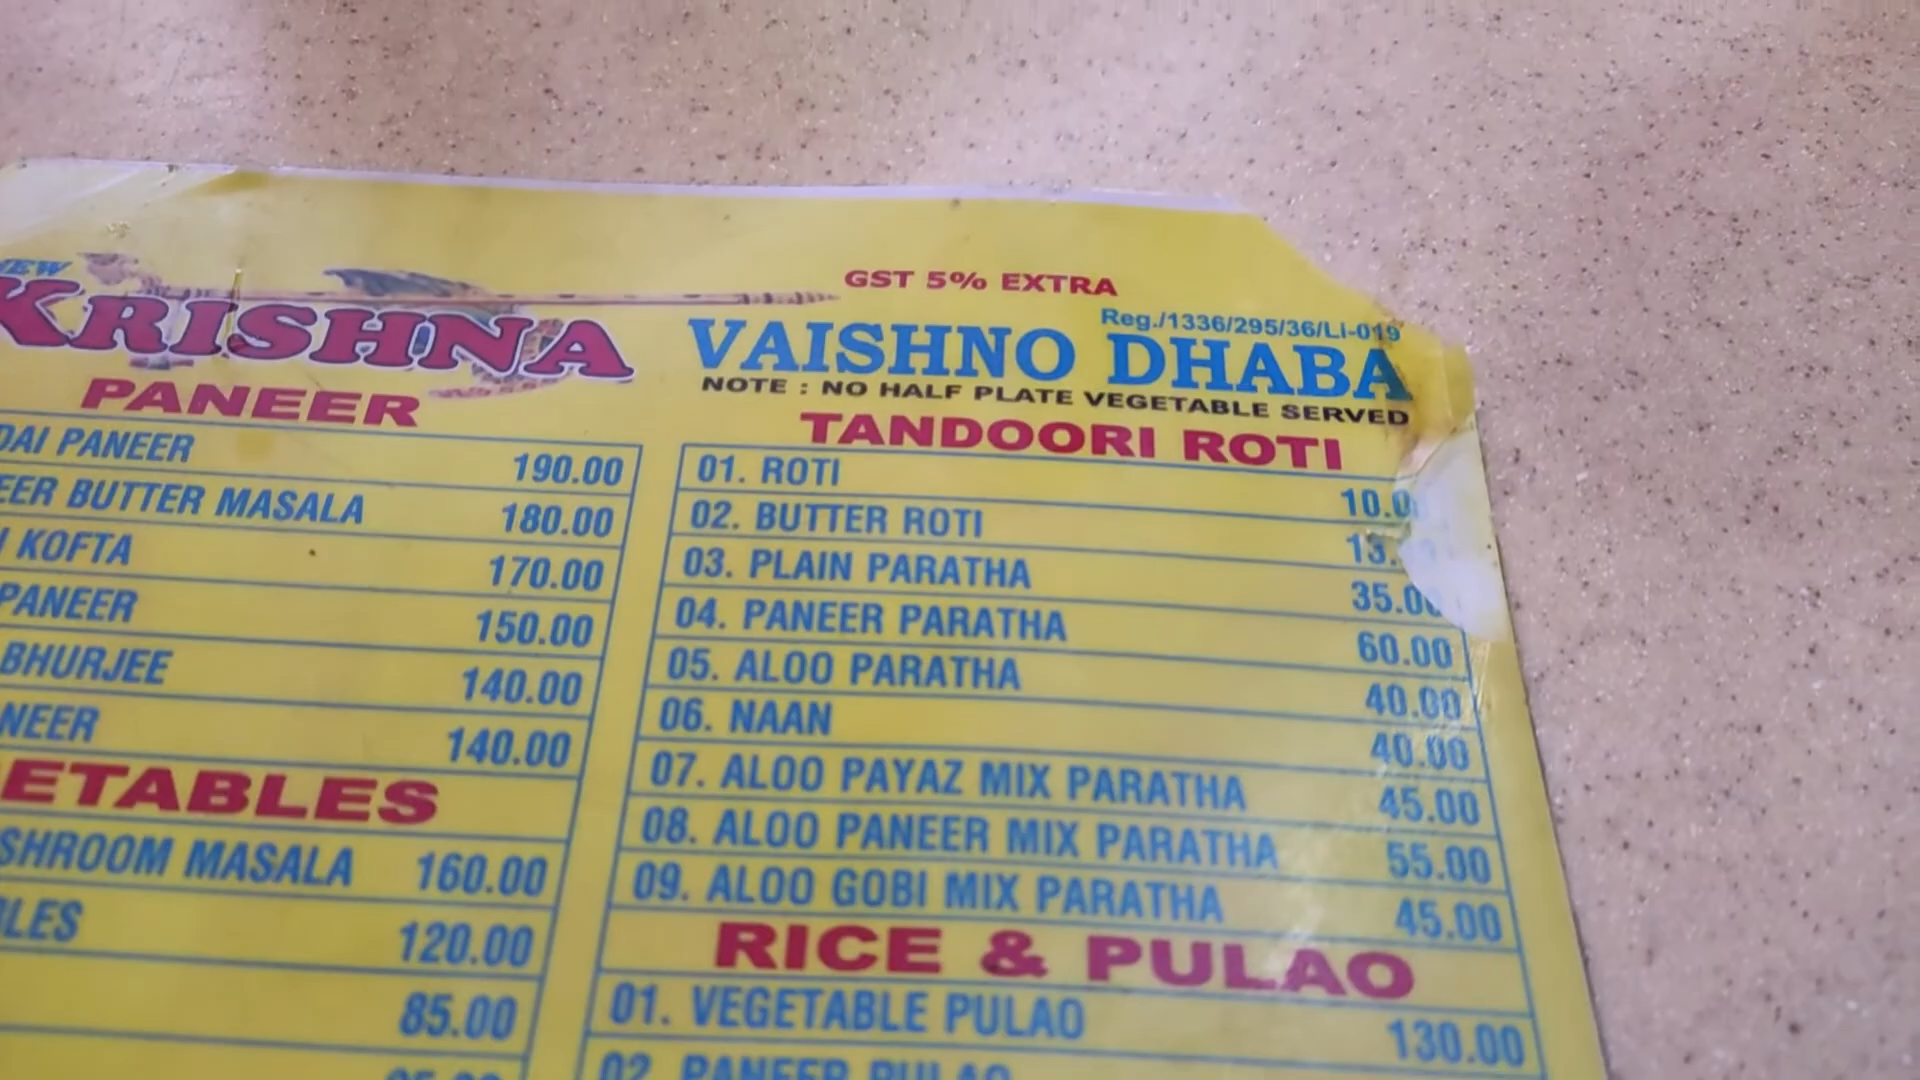 NEW
KRISHNA
GST 5% EXTRA
Reg./1336/295/36/Li-019
VAISHNO DHABA
NOTE : NO HALF PLATE VEGETABLE SERVED
PANEER
DAI PANEER 190.00
EER BUTTER MASALA 180.00
KOFTA 170.00
PANEER 150.00
BHURJEE 140.00
NEER 140.00
ETABLES
SHROOM MASALA 160.00
LES 120.00
85.00
TANDOORI ROTI
01. ROTI 10.0
02. BUTTER ROTI 13.
03. PLAIN PARATHA 35.00
04. PANEER PARATHA 60.00
05. ALOO PARATHA 40.00
06. NAAN 40.00
07. ALOO PAYAZ MIX PARATHA 45.00
08. ALOO PANEER MIX PARATHA 55.00
09. ALOO GOBI MIX PARATHA 45.00
RICE & PULAO
01. VEGETABLE PULAO 130.00
02. PANEER PULAO